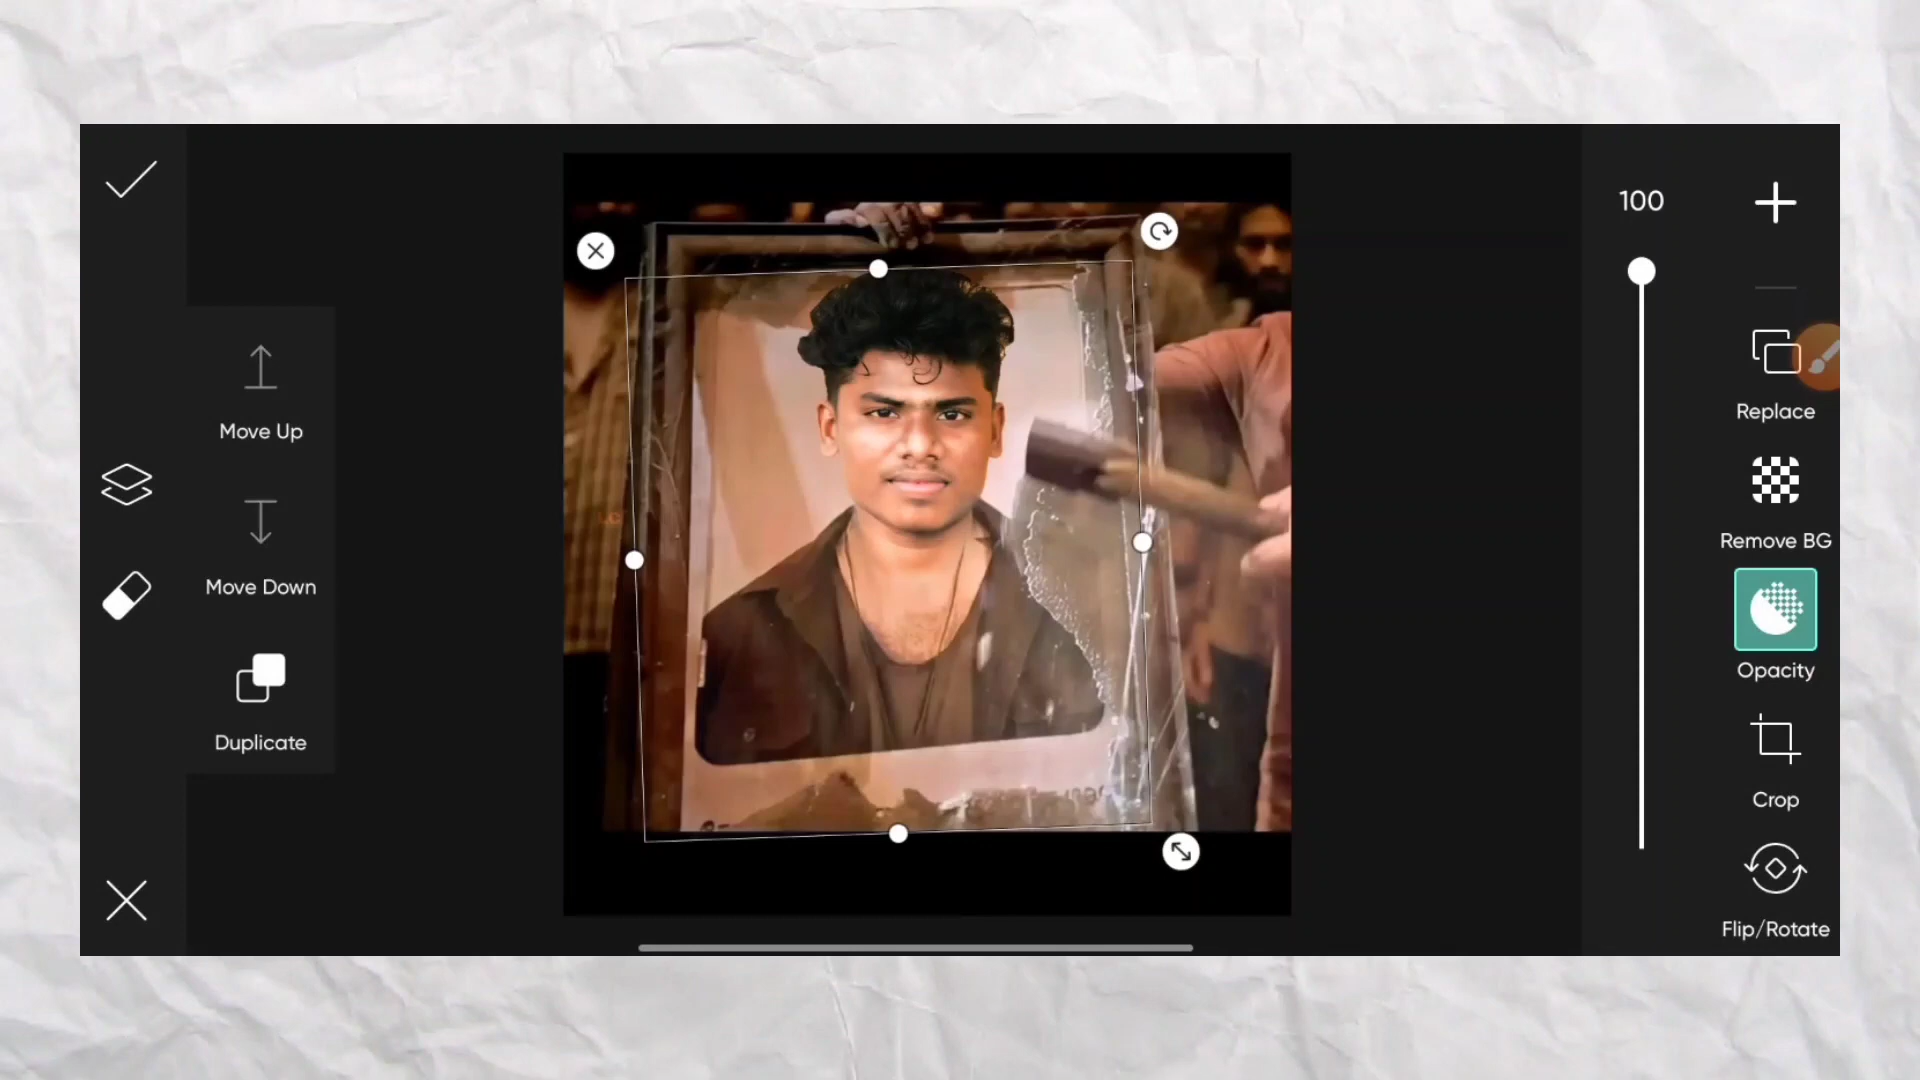 100
Move Up
Move Down
Duplicate
Replace
Remove BG
Opacity
Crop
Flip/Rotate